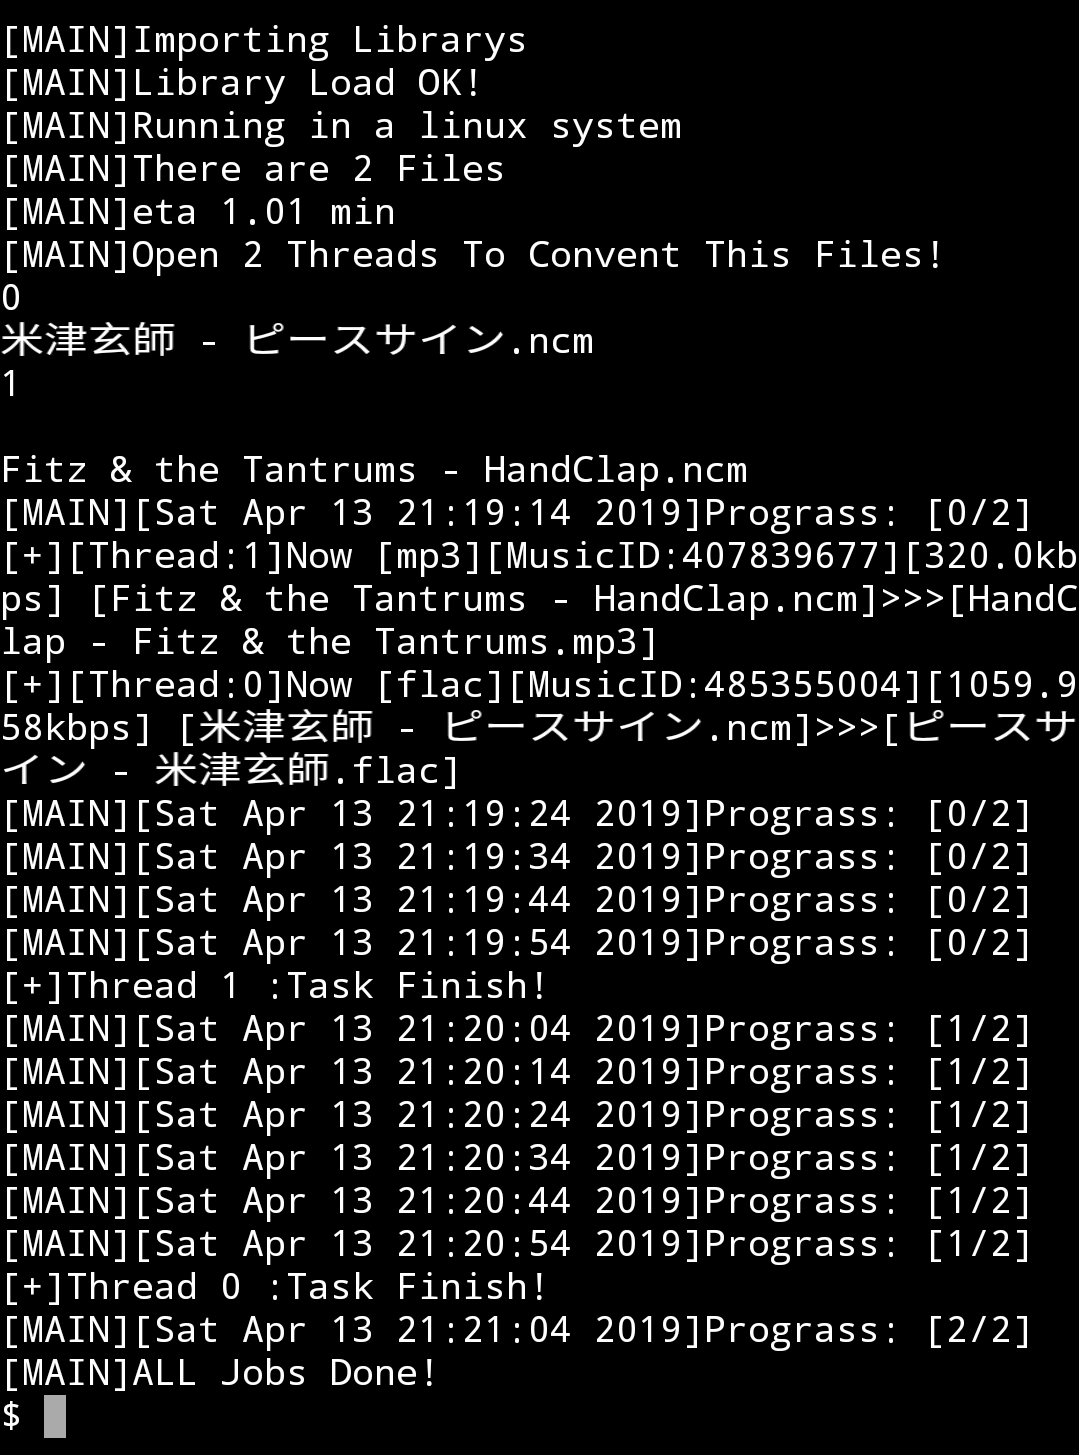 [MAIN]Importing Librarys
[MAIN]Library Load OK!
[MAIN]Running in a linux system
[MAIN]There are 2 Files
[MAIN]eta 1.01 min
[MAIN]Open 2 Threads To Convent This Files!
0
米津玄師 - ピースサイン.ncm
1
Fitz & the Tantrums - HandClap.ncm
[MAIN][Sat Apr 13 21:19:14 2019]Prograss: [0/2]
[+][Thread:1]Now [mp3][MusicID:407839677][320.0kb
ps] [Fitz & the Tantrums - HandClap.ncm]>>>[HandC
lap - Fitz & the Tantrums.mp3]
[+][Thread:0]Now [flac][MusicID:485355004][1059.9
58kbps] [米津玄師 - ピースサイン.ncm]>>>[ピースサ
イン - 米津玄師.flac]
[MAIN][Sat Apr 13 21:19:24 2019]Prograss: [0/2]
[MAIN][Sat Apr 13 21:19:34 2019]Prograss: [0/2]
[MAIN][Sat Apr 13 21:19:44 2019]Prograss: [0/2]
[MAIN][Sat Apr 13 21:19:54 2019]Prograss: [0/2]
[+]Thread 1 :Task Finish!
[MAIN][Sat Apr 13 21:20:04 2019]Prograss: [1/2]
[MAIN][Sat Apr 13 21:20:14 2019]Prograss: [1/2]
[MAIN][Sat Apr 13 21:20:24 2019]Prograss: [1/2]
[MAIN][Sat Apr 13 21:20:34 2019]Prograss: [1/2]
[MAIN][Sat Apr 13 21:20:44 2019]Prograss: [1/2]
[MAIN][Sat Apr 13 21:20:54 2019]Prograss: [1/2]
[+]Thread 0 :Task Finish!
[MAIN][Sat Apr 13 21:21:04 2019]Prograss: [2/2]
[MAIN]ALL Jobs Done!
$